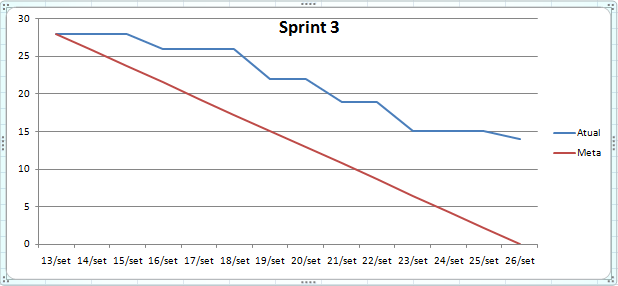 Sprint 3
30
25
20
15
10
5
0
13/set 14/set 15/set 16/set 17/set 18/set 19/set 20/set 21/set 22/set 23/set 24/set 25/set 26/set
Atual
Meta